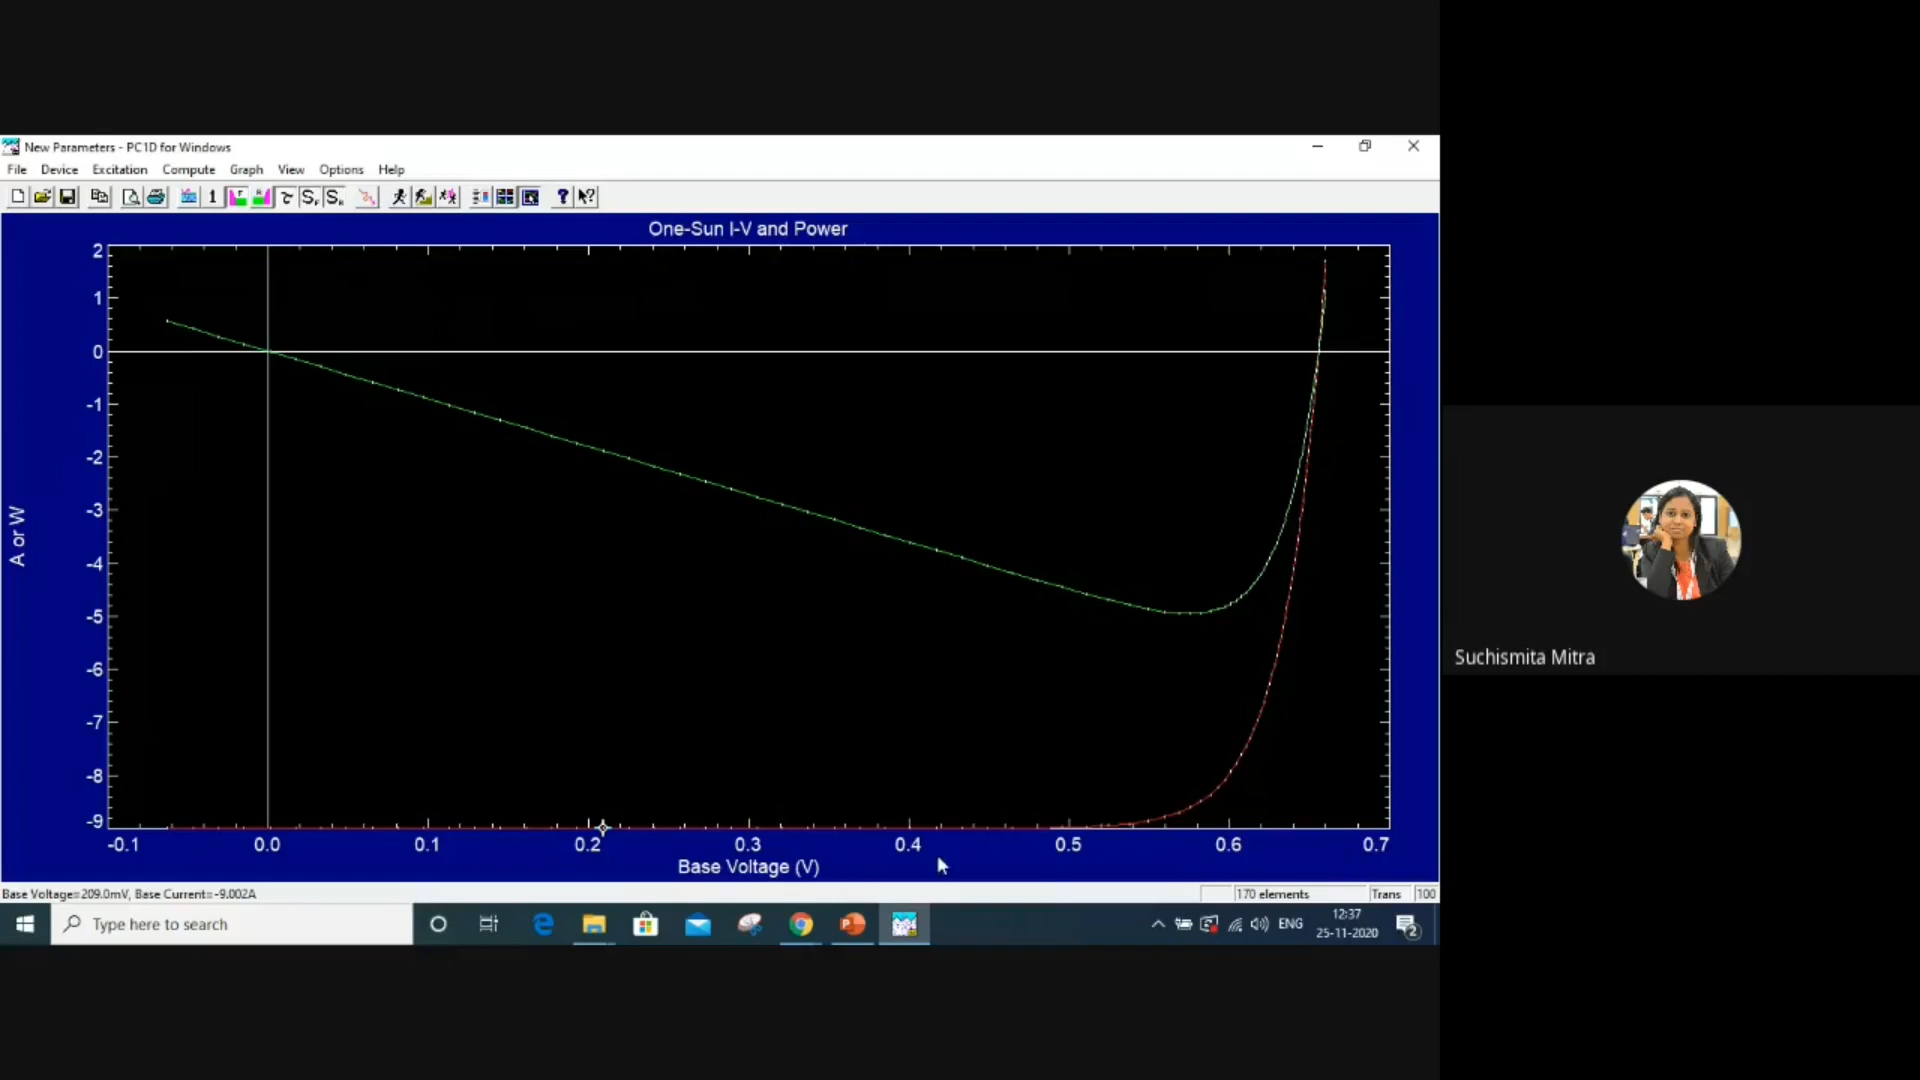 New Parameters - PC1D for Windows
File Device Excitation Compute Graph View Options Help
1
?
One-Sun I-V and Power
2
1
0
-1
-2
-3
-4
-5
-6
-7
-8
-9
A or W
-0.1 0.0 0.1 0.2 0.3 0.4 0.5 0.6 0.7
Base Voltage (V)
Base Voltage=209.0mV, Base Current=-9.002A
170 elements
Trans
100
Type here to search
ENG
12:37
25-11-2020
2
Suchismita Mitra